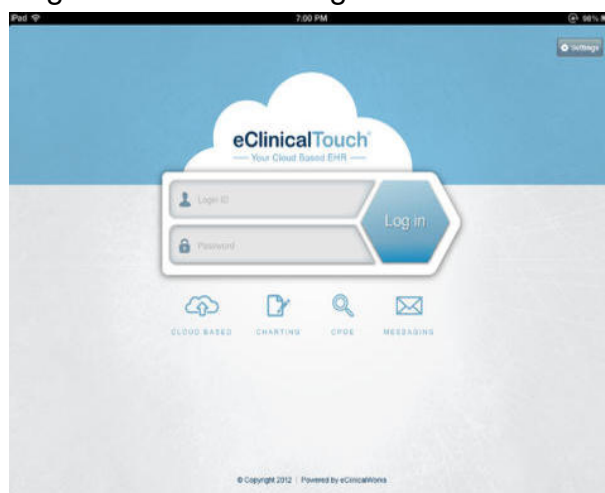 iPad 7:00 PM 98%
Settings
eClinicalTouch
Your Cloud Based EHR
Login ID
Log in
Password
CLOUD BASED CHARTING CPOE MESSAGING
© Copyright 2012 | Powered by eClinicalWorks